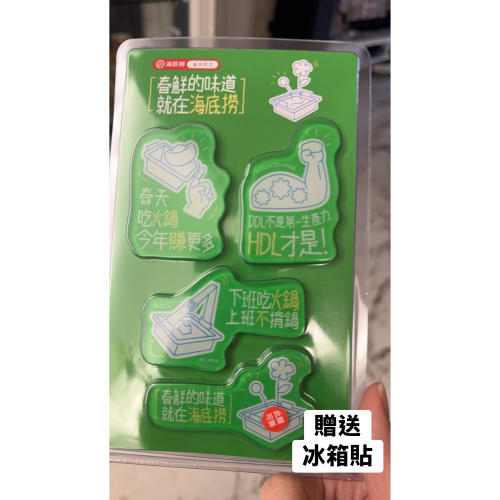 海底撈
春鮮的味道
就在海底撈
春天
吃火鍋
今年賺更多
DDL不是第一生產力
HDL才是!
下班吃火鍋
上班不揹鍋
春鮮的味道
就在海底撈
贈送
冰箱貼